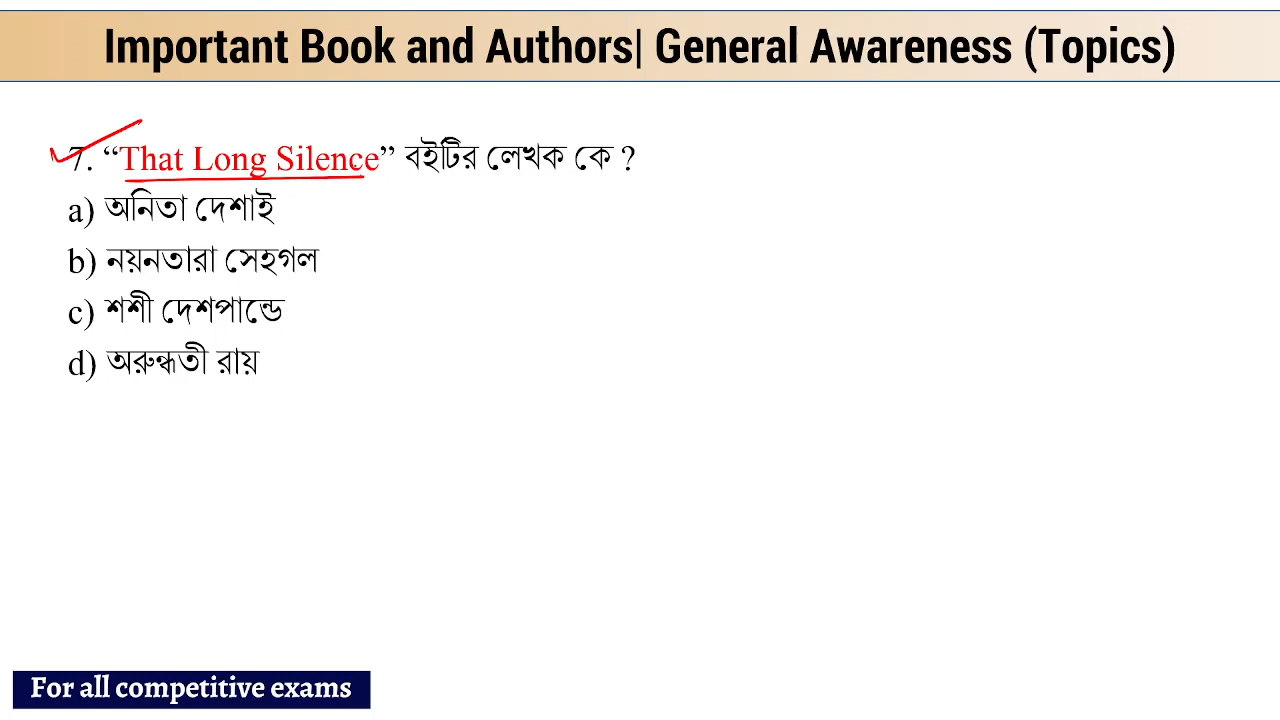 Important Book and Authors| General Awareness (Topics)
7. “That Long Silence” বইটির লেখক কে ?
a) অনিতা দেশাই
b) নয়নতারা সেহগল
c) শশী দেশপান্ডে
d) অরুন্ধতী রায়
For all competitive exams